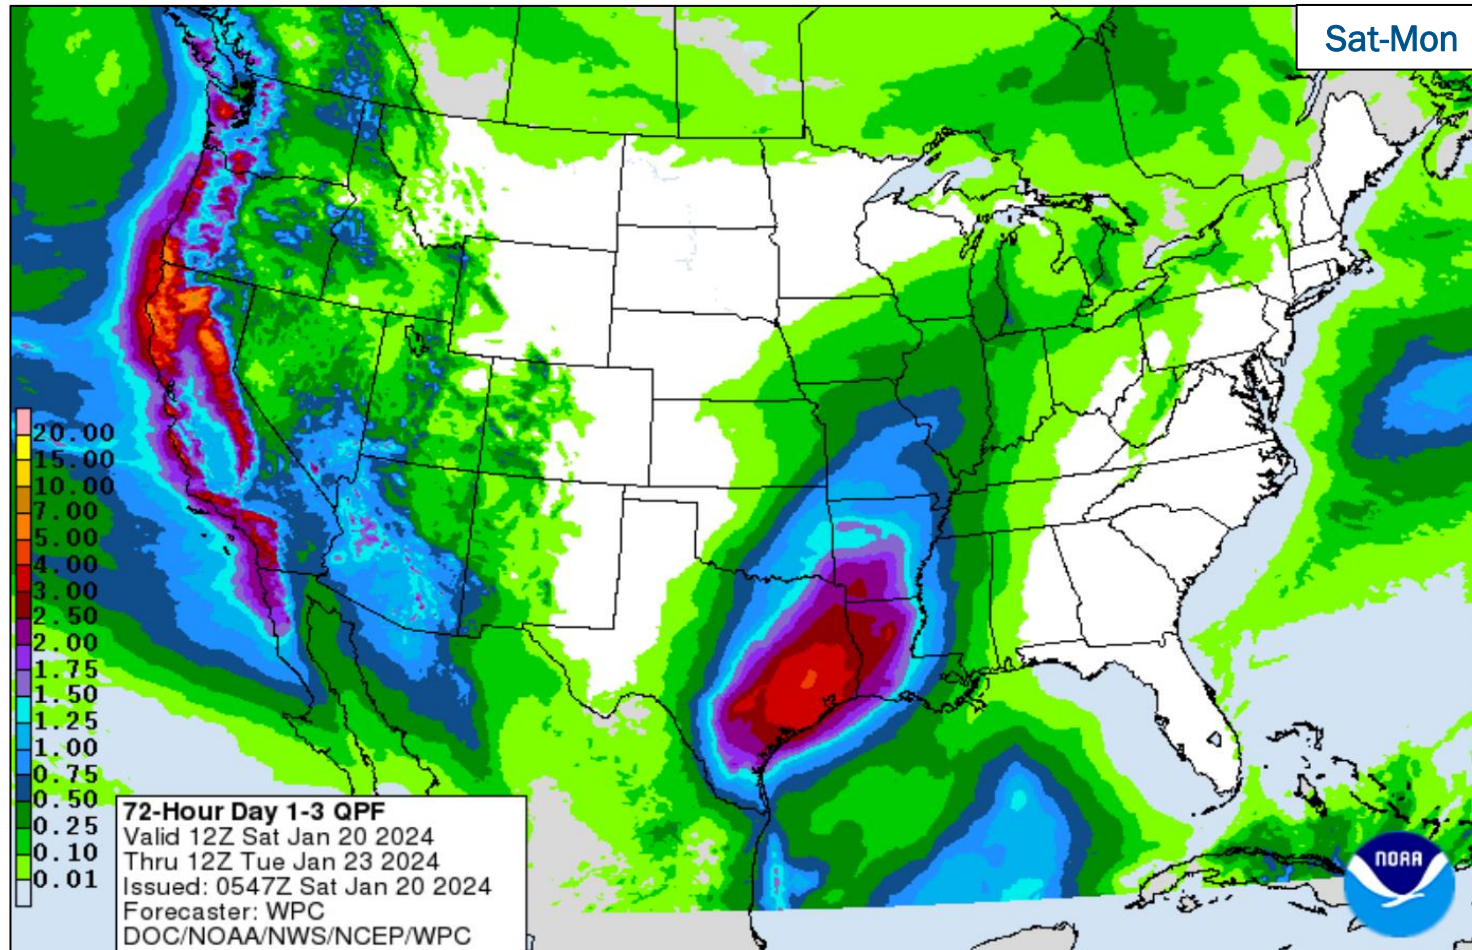 Sat-Mon
20.00
15.00
10.00
7.00
5.00
4.00
3.00
2.50
2.00
1.75
1.50
1.25
1.00
0.75
0.50
0.25
0.10
0.01
72-Hour Day 1-3 QPF
Valid 12Z Sat Jan 20 2024
Thru 12Z Tue Jan 23 2024
Issued: 0547Z Sat Jan 20 2024
Forecaster: WPC
DOC/NOAA/NWS/NCEP/WPC
NOAA